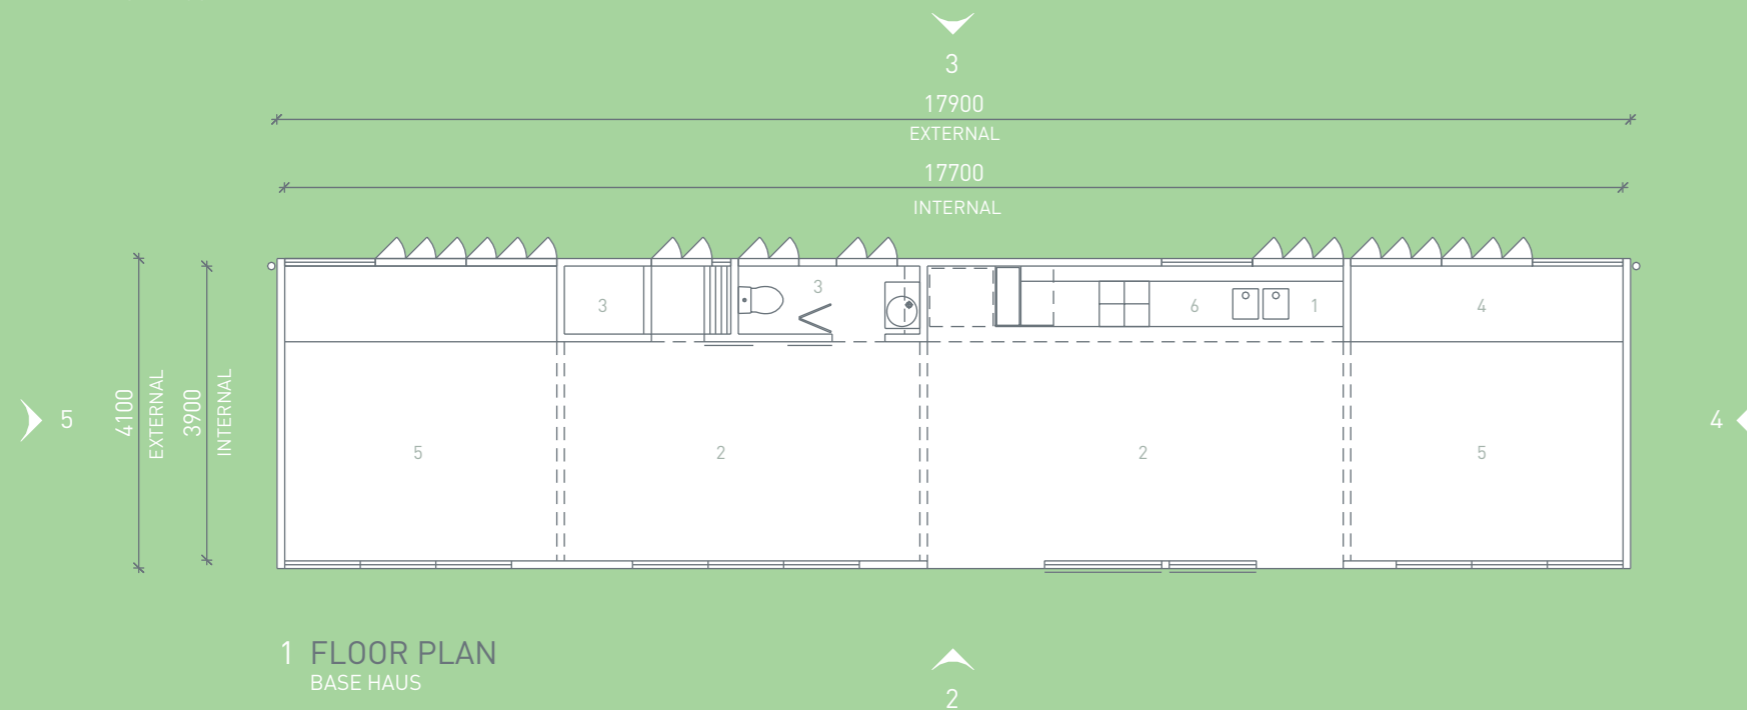 3
17900
EXTERNAL
17700
INTERNAL
4100
EXTERNAL
3900
INTERNAL
3
3
6
1
4
5
5
2
2
5
4
1 FLOOR PLAN
BASE HAUS
2